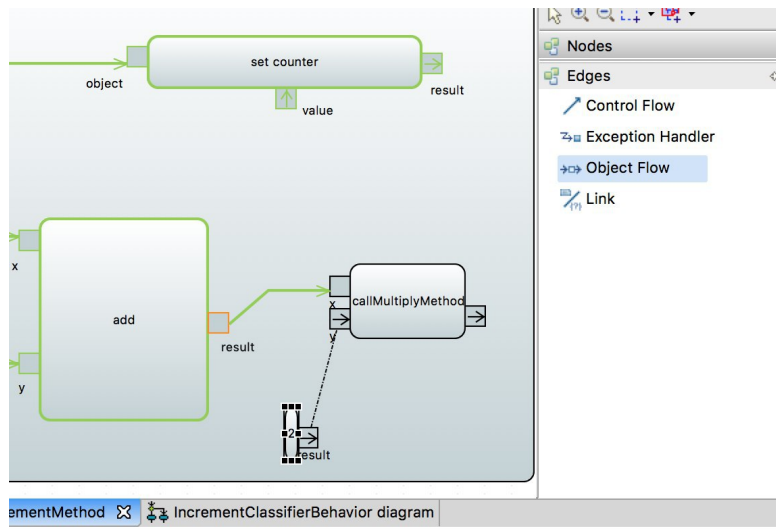 Nodes
set counter
Edges
object
result
value
Control Flow
Exception Handler
Object Flow
Link
x
add
result
x
callMultiplyMethod
y
y
2
result
ementMethod
IncrementClassifierBehavior diagram